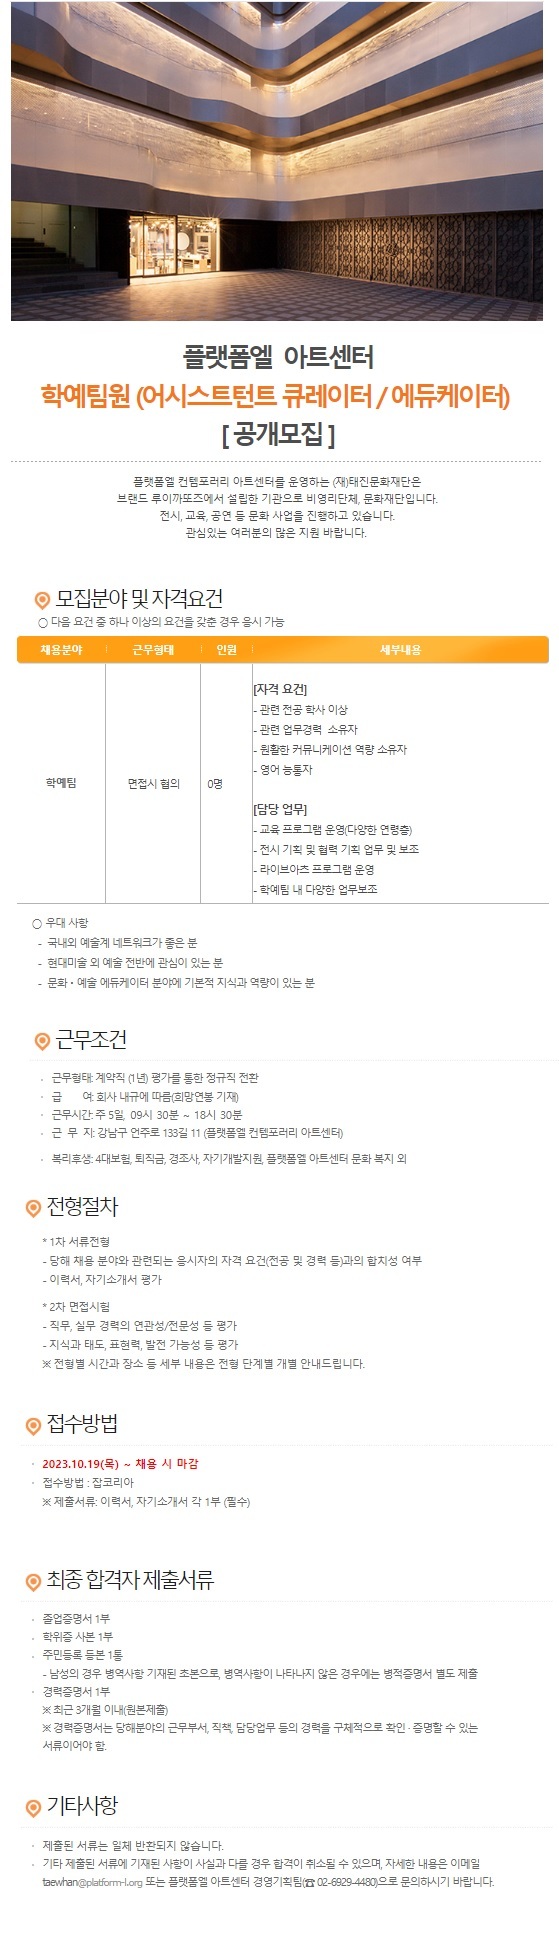 플랫폼엘 아트센터
학예팀원 (어시스트턴트 큐레이터 / 에듀케이터)
[ 공개모집 ]
플랫폼엘 컨템포러리 아트센터를 운영하는 (재)태진문화재단은
브랜드 루이까또즈에서 설립한 기관으로 비영리단체, 문화재단입니다.
전시, 교육, 공연 등 문화 사업을 진행하고 있습니다.
관심있는 여러분의 많은 지원 바랍니다.
모집분야 및 자격요건
○ 다음 요건 중 하나 이상의 요건을 갖춘 경우 응시 가능
채용분야 근무형태 인원 세부내용
[자격 요건]
- 관련 전공 학사 이상
- 관련 업무경력 소유자
- 원활한 커뮤니케이션 역량 소유자
- 영어 능통자
학예팀 면접시 협의 0명
[담당 업무]
- 교육 프로그램 운영(다양한 연령층)
- 전시 기획 및 협력 기획 업무 및 보조
- 라이브아츠 프로그램 운영
- 학예팀 내 다양한 업무보조
○ 우대 사항
- 국내외 예술계 네트워크가 좋은 분
- 현대미술 외 예술 전반에 관심이 있는 분
- 문화 • 예술 에듀케이터 분야에 기본적 지식과 역량이 있는 분
근무조건
· 근무형태: 계약직 (1년) 평가를 통한 정규직 전환
· 급 여: 회사 내규에 따름(희망연봉 기재)
· 근무시간: 주 5일, 09시 30분 ~ 18시 30분
· 근 무 지: 강남구 언주로 133길 11 (플랫폼엘 컨템포러리 아트센터)
· 복리후생: 4대보험, 퇴직금, 경조사, 자기개발지원, 플랫폼엘 아트센터 문화 복지 외
전형절차
* 1차 서류전형
- 당해 채용 분야와 관련되는 응시자의 자격 요건(전공 및 경력 등)과의 합치성 여부
- 이력서, 자기소개서 평가
* 2차 면접시험
- 직무, 실무 경력의 연관성/전문성 등 평가
- 지식과 태도, 표현력, 발전 가능성 등 평가
※ 전형별 시간과 장소 등 세부 내용은 전형 단계별 개별 안내드립니다.
접수방법
· 2023.10.19(목) ~ 채용 시 마감
· 접수방법 : 잡코리아
※ 제출서류: 이력서, 자기소개서 각 1부 (필수)
최종 합격자 제출서류
· 졸업증명서 1부
· 학위증 사본 1부
· 주민등록 등본 1통
- 남성의 경우 병역사항 기재된 초본으로, 병역사항이 나타나지 않은 경우에는 병적증명서 별도 제출
· 경력증명서 1부
※ 최근 3개월 이내(원본제출)
※ 경력증명서는 당해분야의 근무부서, 직책, 담당업무 등의 경력을 구체적으로 확인 · 증명할 수 있는
서류이어야 함.
기타사항
· 제출된 서류는 일체 반환되지 않습니다.
· 기타 제출된 서류에 기재된 사항이 사실과 다를 경우 합격이 취소될 수 있으며, 자세한 내용은 이메일
taewhan@platform-l.org 또는 플랫폼엘 아트센터 경영기획팀(☎ 02-6929-4480)으로 문의하시기 바랍니다.